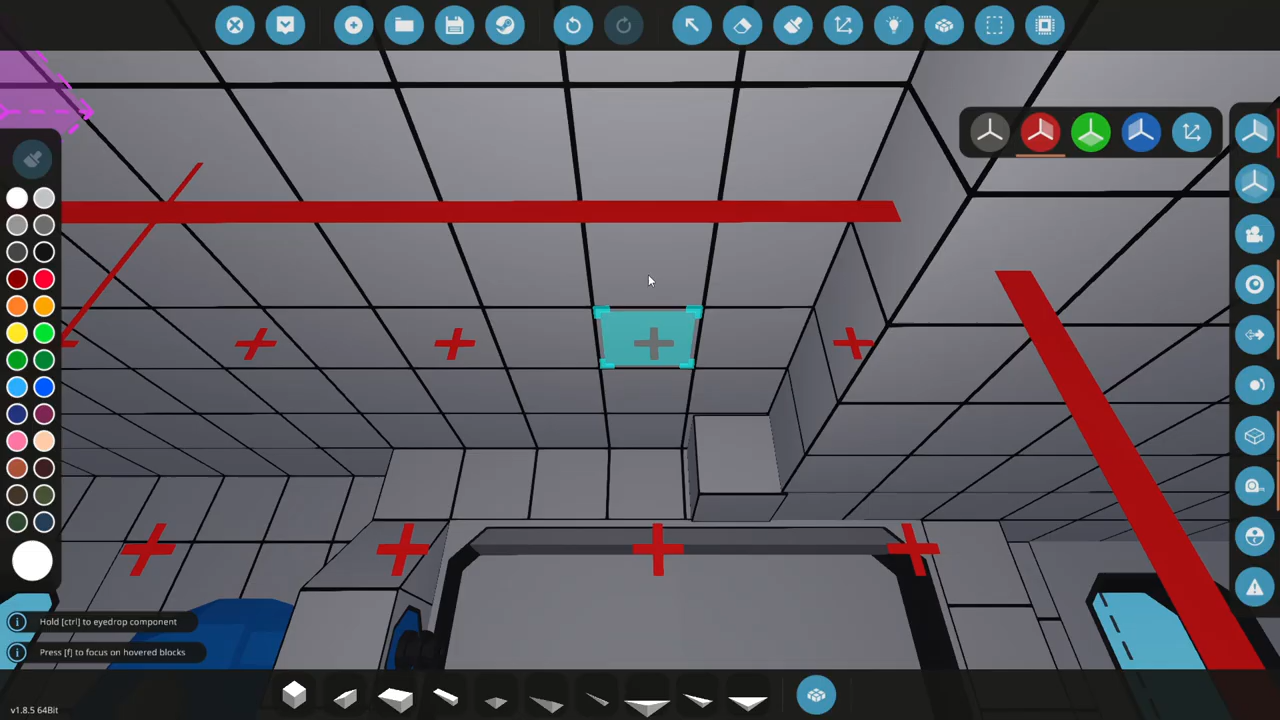 Hold [ctrl] to eyedrop component
Press [f] to focus on hovered blocks
v1.8.5 64Bit